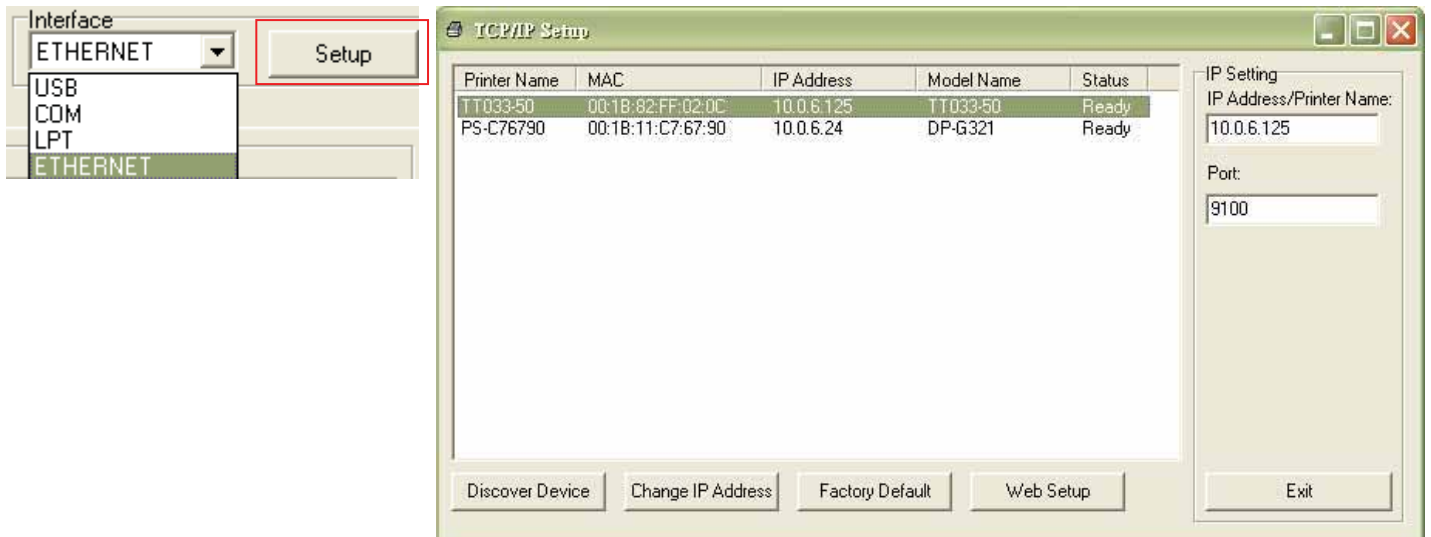 Interface
ETHERNET
Setup
USB
COM
LPT
ETHERNET
TCP/IP Setup
Printer Name MAC IP Address Model Name Status
TT033-50 00:1B:82:FF:02:0C 10.0.6.125 TT033-50 Ready
PS-C76790 00:1B:11:C7:67:90 10.0.6.24 DP-G321 Ready
IP Setting
IP Address/Printer Name:
10.0.6.125
Port:
9100
Discover Device Change IP Address Factory Default Web Setup Exit